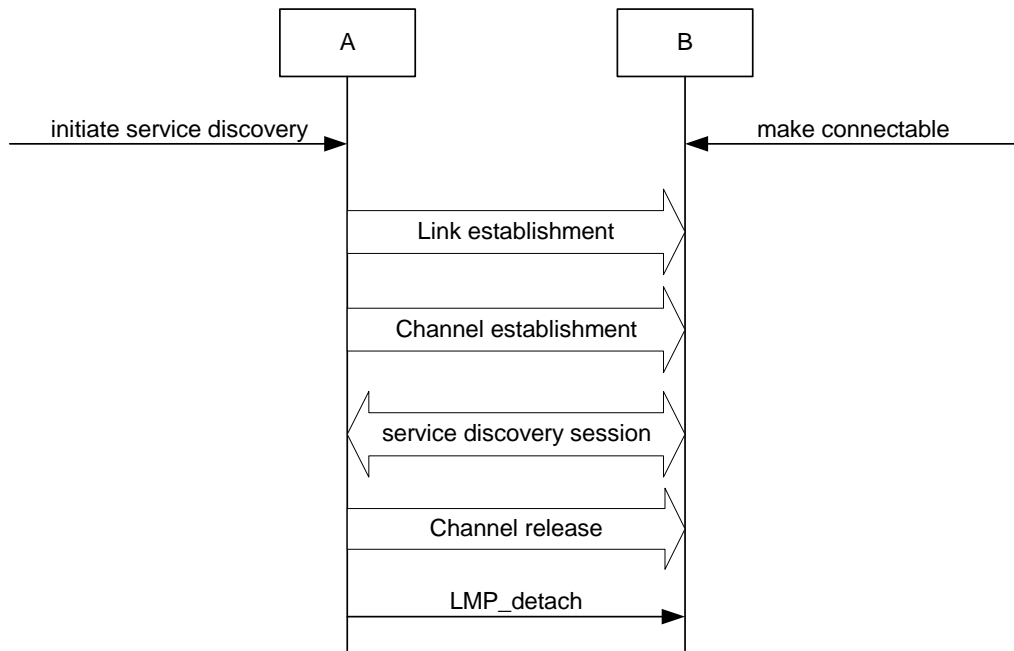 A
B
initiate service discovery
make connectable
Link establishment
Channel establishment
service discovery session
Channel release
LMP_detach